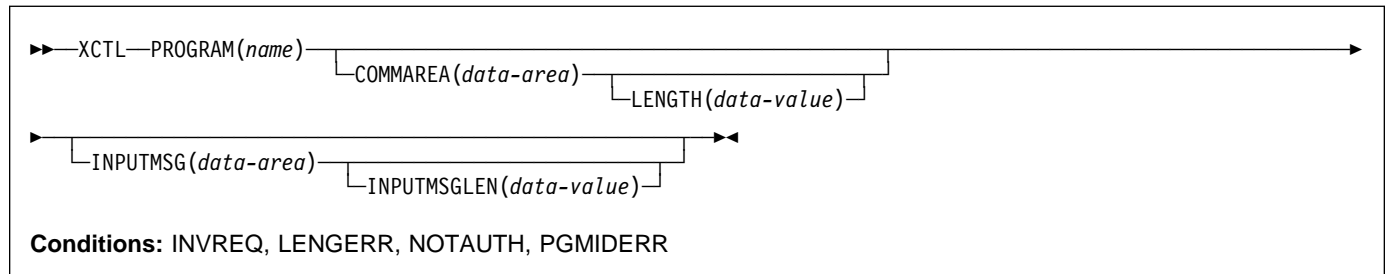 ►►──XCTL──PROGRAM(name)──┬──────────────────────────────────────────────┬──►
└─COMMAREA(data-area)──┬────────────────────┬─┘
└─LENGTH(data-value)─┘
►──┬──────────────────────────────────────────────────┬──►◄
└─INPUTMSG(data-area)──┬─────────────────────────┬─┘
└─INPUTMSGLEN(data-value)─┘
Conditions: INVREQ, LENGERR, NOTAUTH, PGMIDERR